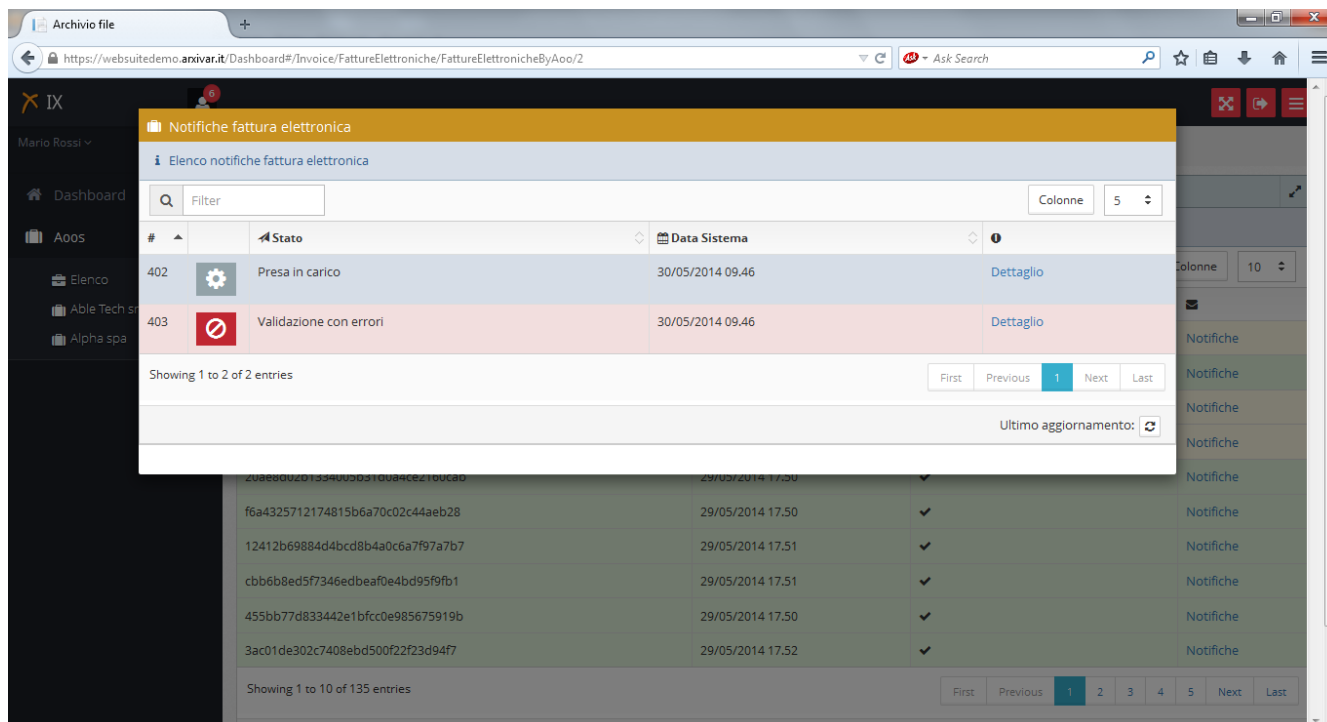 Archivio file
https://websuitedemo.arxivar.it/Dashboard#/Invoice/FattureElettroniche/FattureElettronicheByAoo/2
Ask Search
IX
6
Mario Rossi
Dashboard
Aoos
Elenco
Able Tech sr
Alpha spa
Notifiche fattura elettronica
Elenco notifiche fattura elettronica
Filter
Colonne 5
# Stato Data Sistema
402 Presa in carico 30/05/2014 09.46 Dettaglio
403 Validazione con errori 30/05/2014 09.46 Dettaglio
Showing 1 to 2 of 2 entries First Previous 1 Next Last
Ultimo aggiornamento:
Colonne 10
Notifiche
Notifiche
Notifiche
Notifiche
29/05/2014 17.50 Notifiche
f6a4325712174815b6a70c02c44aeb28 29/05/2014 17.50 Notifiche
12412b69884d4bcd8b4a0c6a7f97a7b7 29/05/2014 17.51 Notifiche
cbb6b8ed5f7346edbeaf0e4bd95f9fb1 29/05/2014 17.51 Notifiche
455bb77d833442e1bfcc0e985675919b 29/05/2014 17.50 Notifiche
3ac01de302c7408ebd500f22f23d94f7 29/05/2014 17.52 Notifiche
Showing 1 to 10 of 135 entries First Previous 1 2 3 4 5 Next Last